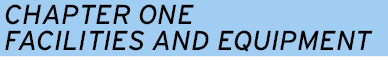 CHAPTER ONE
FACILITIES AND EQUIPMENT